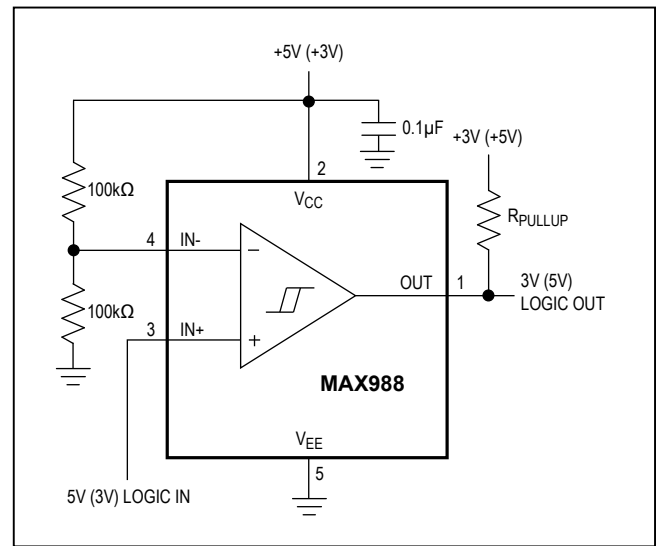 +5V (+3V)
0.1µF
+3V (+5V)
2
100kΩ
VCC
RPULLUP
4
IN-
−
OUT
1
3V (5V)
LOGIC OUT
100kΩ
3
IN+
+
MAX988
VEE
5
5V (3V) LOGIC IN